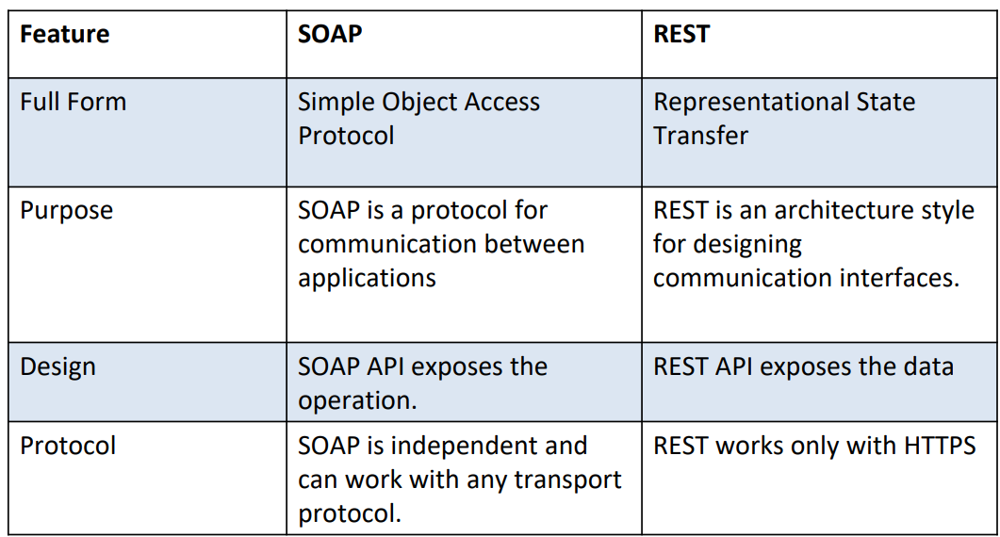 Feature SOAP REST
Full Form Simple Object Access Representational State
Protocol Transfer
Purpose SOAP is a protocol for REST is an architecture style
communication between for designing
applications communication interfaces.
Design SOAP API exposes the REST API exposes the data
operation.
Protocol SOAP is independent and REST works only with HTTPS
can work with any transport
protocol.